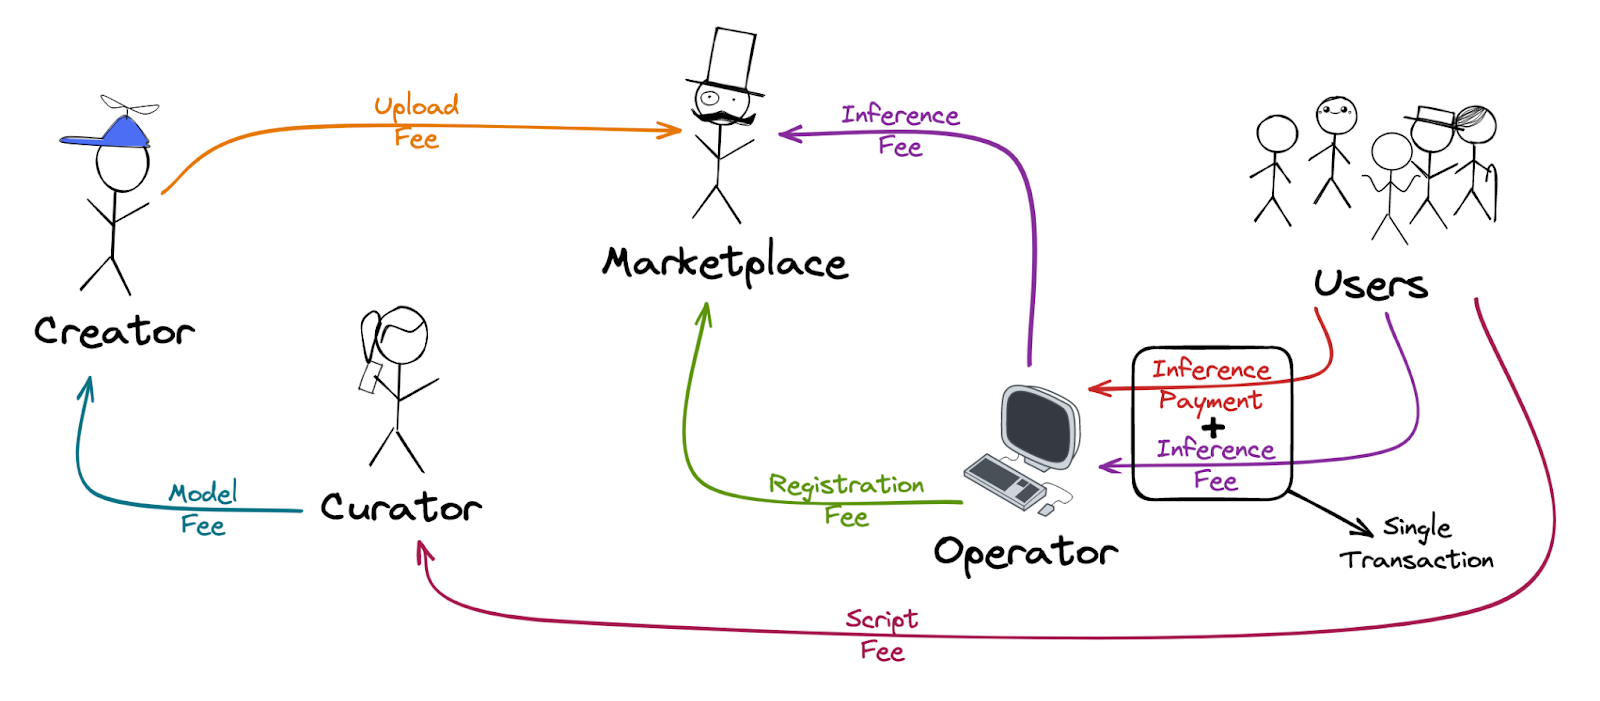 Upload
Fee
Inference
Fee
Marketplace
Users
Creator
Inference
Payment
+
Inference
Fee
Model
Fee
Curator
Registration
Fee
Operator
Single
Transaction
Script
Fee